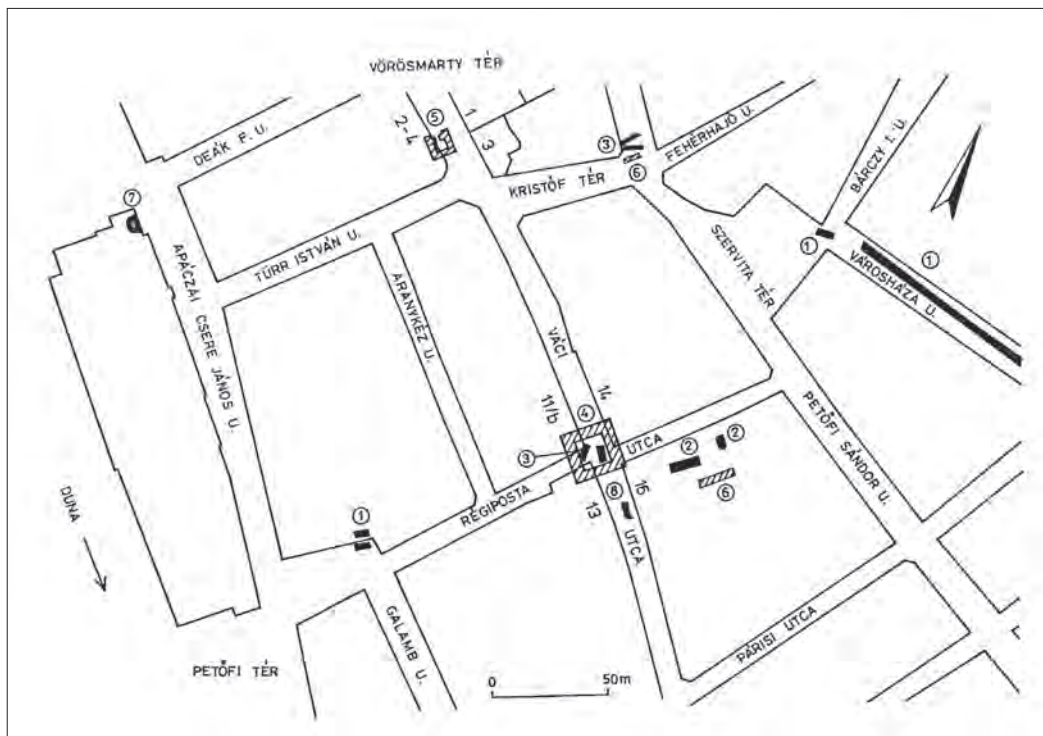 VÖRÖSMARTY TÉR
DEÁK F. U.
2-4
⑤
1
3
③
⑥
FEHÉRHAJÓ U.
BÁRCZY I. U.
KRISTÓF TÉR
⑦
APÁCZAI CSERE JÁNOS U.
TÜRR ISTVÁN U.
ARANYKÉZ U.
SZERVITA TÉR
①
①
VÁROSHÁZA U.
VÁCI
11/b
14
④
③
UTCA
②
②
⑥
PETŐFI SÁNDOR U.
DUNA
①
REGIPOSTA
13
⑧
15
UTCA
GALAMB U.
PÁRISI UTCA
PETŐFI TÉR
0 50m